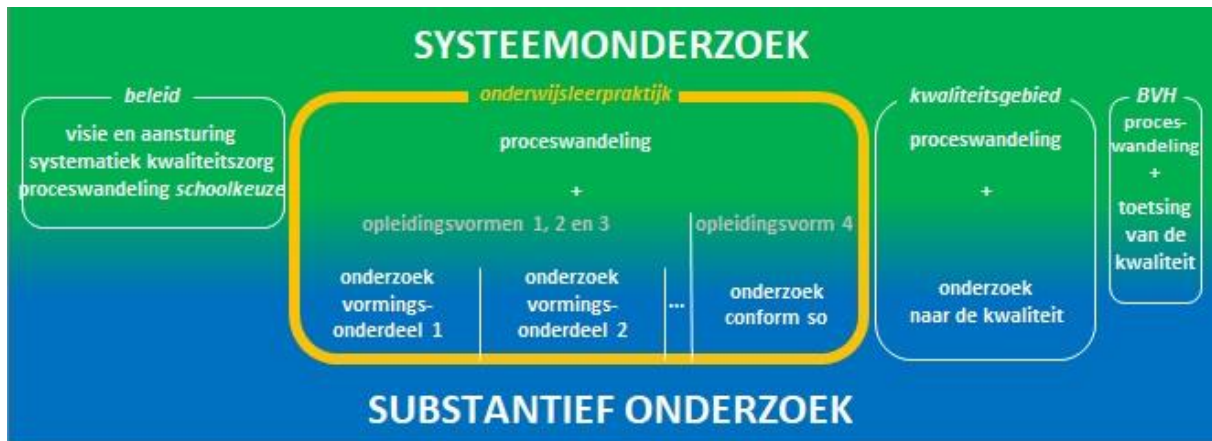 SYSTEEMONDERZOEK
beleid
visie en aansturing
systematiek kwaliteitszorg
proceswandeling schoolkeuze
onderwijsleerpraktijk
proceswandeling
+
opleidingsvormen 1, 2 en 3
opleidingsvorm 4
onderzoek
vormings-
onderdeel 1
onderzoek
vormings-
onderdeel 2
...
onderzoek
conform so
kwaliteitsgebied
proceswandeling
+
onderzoek
naar de kwaliteit
BVH
proces-
wandeling
+
toetsing
van de
kwaliteit
SUBSTANTIEF ONDERZOEK